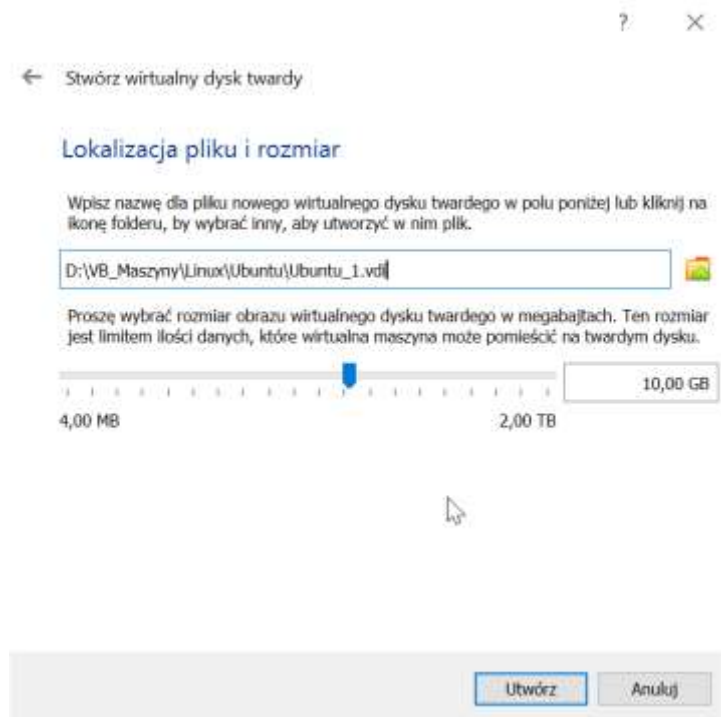 ?
Stwórz wirtualny dysk twardy
Lokalizacja pliku i rozmiar
Wpisz nazwę dla pliku nowego wirtualnego dysku twardego w polu poniżej lub kliknij na
ikonę folderu, by wybrać inny, aby utworzyć w nim plik.
D:\VB_Maszyny\Linux\Ubuntu\Ubuntu_1.vdi
Proszę wybrać rozmiar obrazu wirtualnego dysku twardego w megabajtach. Ten rozmiar
jest limitem ilości danych, które wirtualna maszyna może pomieścić na twardym dysku.
10,00 GB
4,00 MB 2,00 TB
Utwórz Anuluj